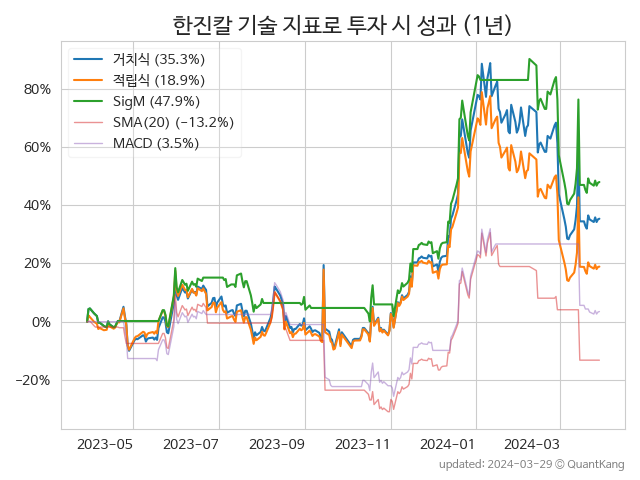 한진칼 기술 지표로 투자 시 성과 (1년)
거치식 (35.3%)
적립식 (18.9%)
SigM (47.9%)
SMA(20) (−13.2%)
MACD (3.5%)
80%
60%
40%
20%
0%
−20%
2023-05 2023-07 2023-09 2023-11 2024-01 2024-03
updated: 2024-03-29 © QuantKang